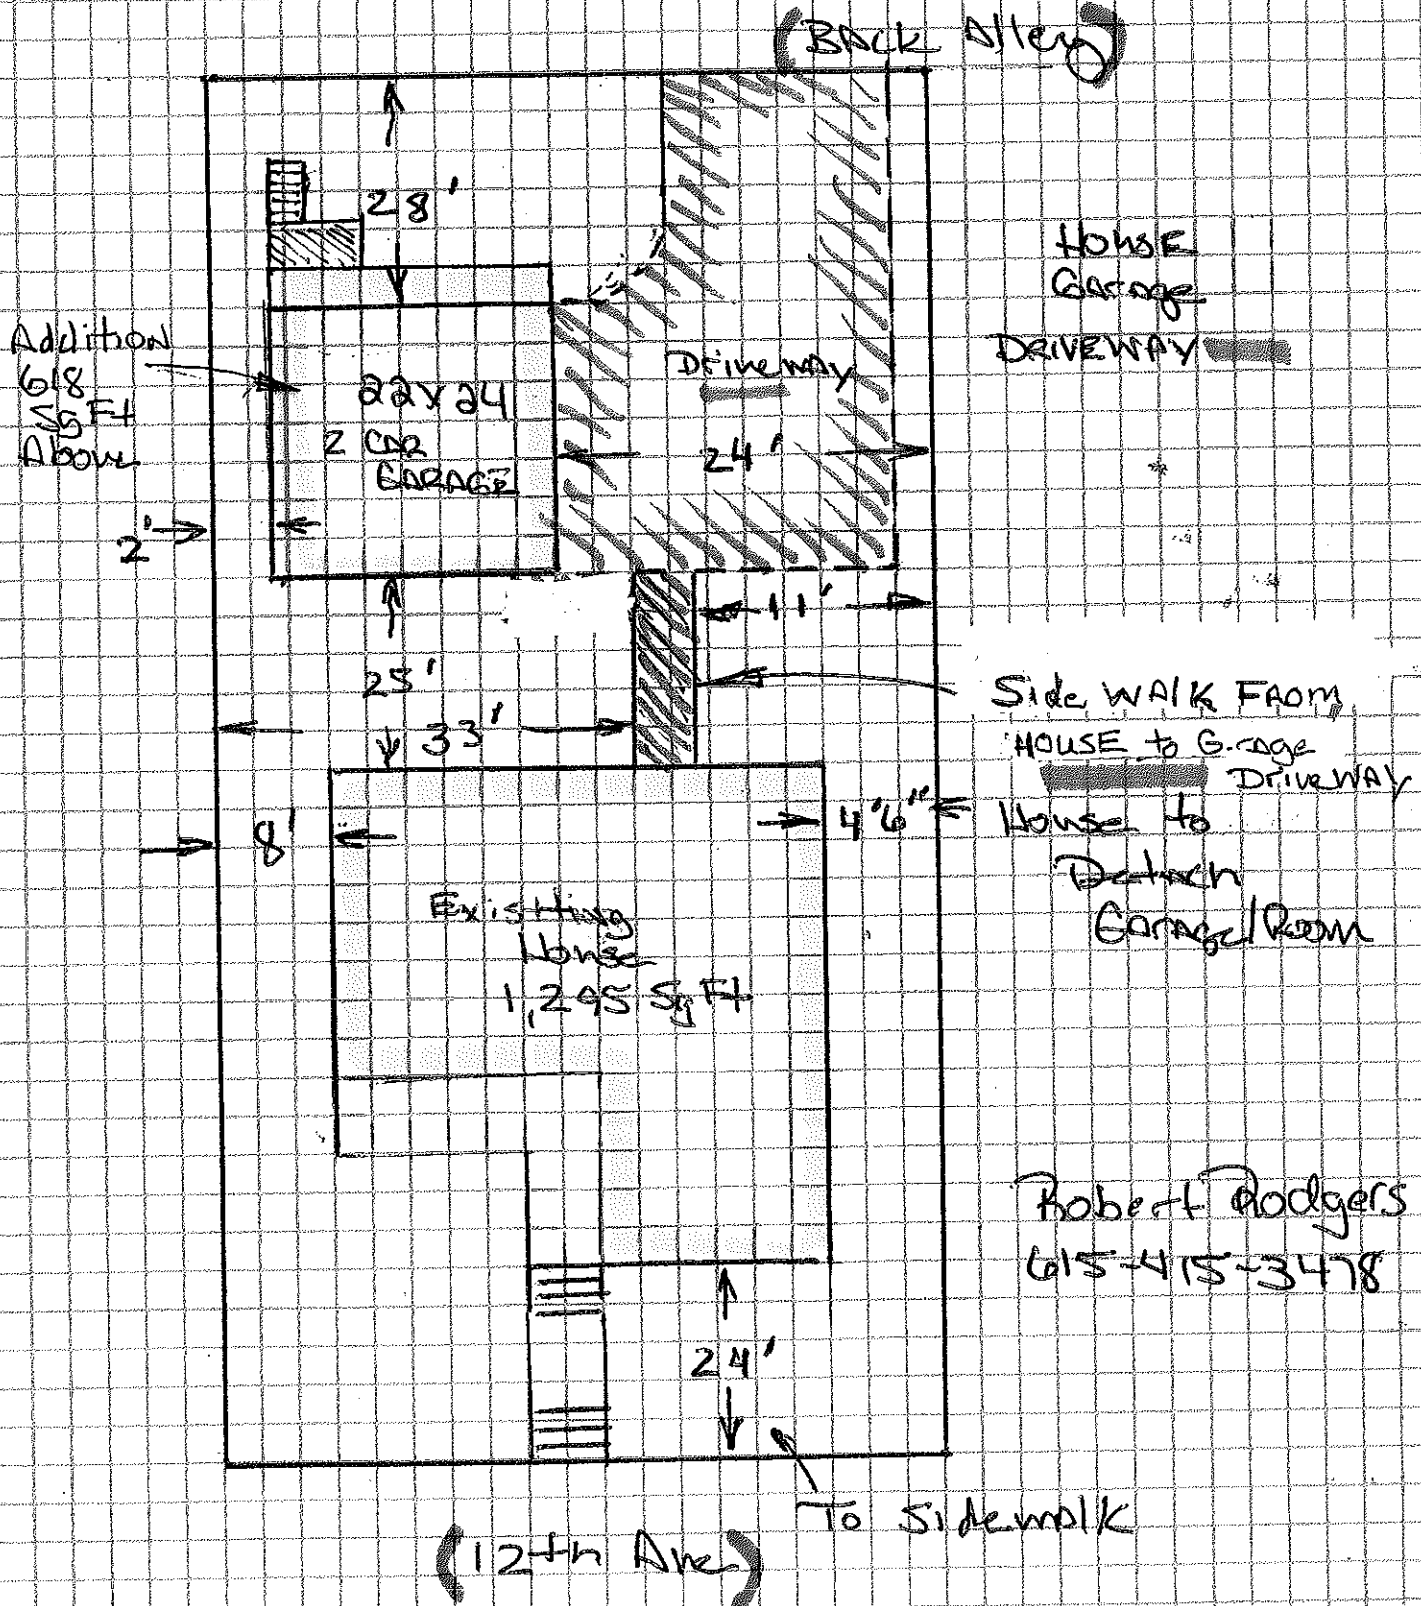 (BACK Alley)
28'
HOUSE
Garage
DRIVEWAY
Addition
618
Sq Ft
Above
22x24
2 CAR
GARAGE
Driveway
24'
2'
11'
25'
33'
Side WALK FROM
HOUSE to Garage
DriveWAY
8'
4'6"
House to
Detach
Garage/Room
Exisitting
House
1,295 Sq Ft
Robert Rodgers
615-415-3478
24'
To Sidewalk
(12th Ave)